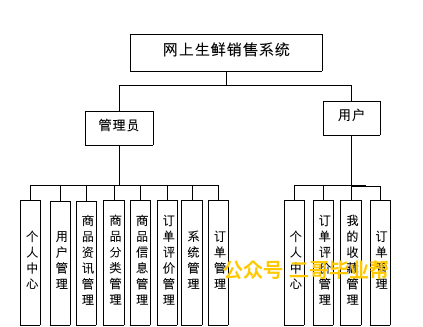 网上生鲜销售系统
管理员
用户
个人中心
用户管理
商品资讯管理
商品分类管理
商品信息管理
订单评价管理
系统管理
订单管理
个人中心
订单评价管理
我的收藏管理
订单管理
公众号 二哥毕业帮